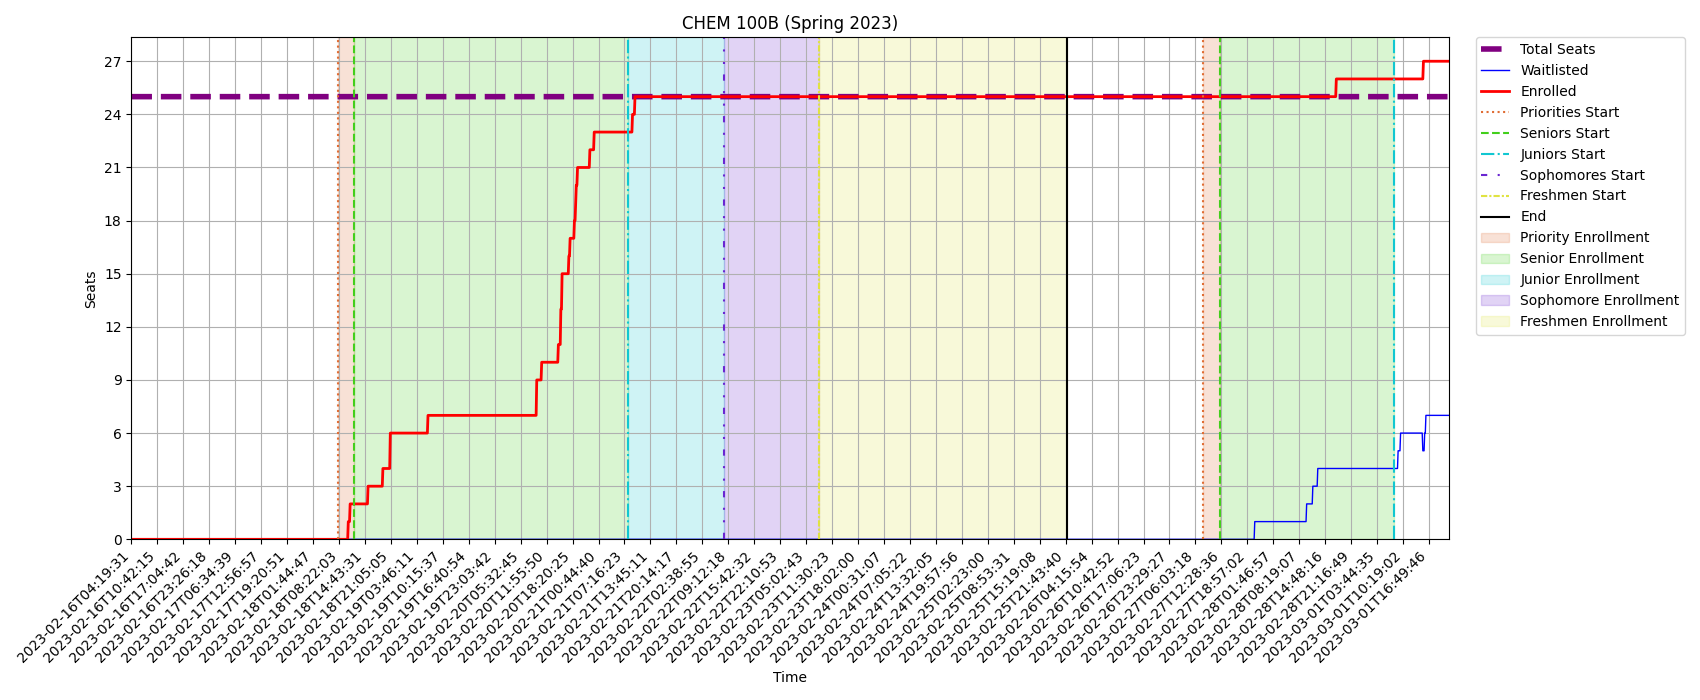 CHEM 100B (Spring 2023)
Seats
27
24
21
18
15
12
9
6
3
0
2023-02-16T04:19:31
2023-02-16T10:42:15
2023-02-16T17:04:42
2023-02-16T23:26:18
2023-02-17T06:34:39
2023-02-17T12:56:57
2023-02-17T19:20:51
2023-02-18T01:44:47
2023-02-18T08:22:03
2023-02-18T14:43:31
2023-02-18T21:05:05
2023-02-19T03:46:11
2023-02-19T10:15:37
2023-02-19T16:40:54
2023-02-19T23:03:42
2023-02-20T05:32:45
2023-02-20T11:55:50
2023-02-20T18:20:25
2023-02-21T00:44:40
2023-02-21T07:16:23
2023-02-21T13:45:11
2023-02-21T20:14:17
2023-02-22T02:38:55
2023-02-22T09:12:18
2023-02-22T15:42:32
2023-02-22T22:10:53
2023-02-23T05:02:43
2023-02-23T11:30:23
2023-02-23T18:02:00
2023-02-24T00:31:07
2023-02-24T07:05:22
2023-02-24T13:32:05
2023-02-24T19:57:56
2023-02-25T02:23:00
2023-02-25T08:53:31
2023-02-25T15:19:08
2023-02-25T21:43:40
2023-02-26T04:15:54
2023-02-26T10:42:52
2023-02-26T17:06:23
2023-02-26T23:29:27
2023-02-27T06:03:18
2023-02-27T12:28:36
2023-02-27T18:57:02
2023-02-28T01:46:57
2023-02-28T08:19:07
2023-02-28T14:48:16
2023-02-28T21:16:49
2023-03-01T03:44:35
2023-03-01T10:19:02
2023-03-01T16:49:46
Time
Total Seats
Waitlisted
Enrolled
Priorities Start
Seniors Start
Juniors Start
Sophomores Start
Freshmen Start
End
Priority Enrollment
Senior Enrollment
Junior Enrollment
Sophomore Enrollment
Freshmen Enrollment